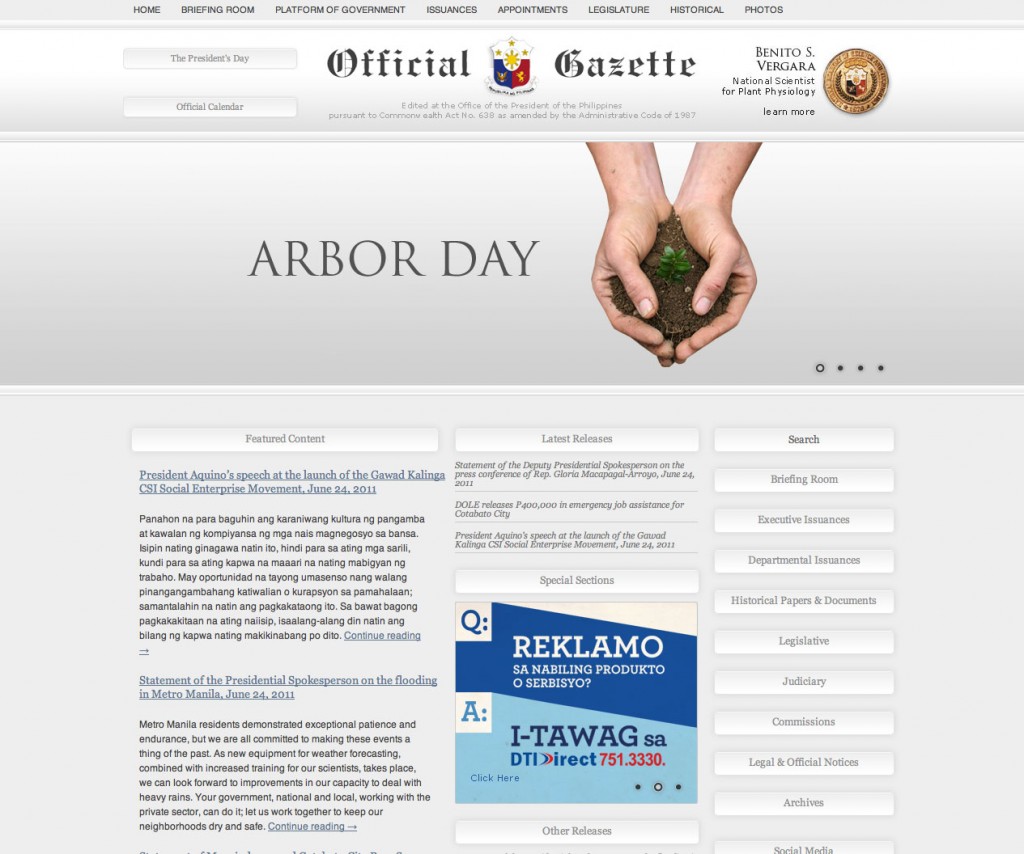 HOME BRIEFING ROOM PLATFORM OF GOVERNMENT ISSUANCES APPOINTMENTS LEGISLATURE HISTORICAL PHOTOS
The President's Day
Official Calendar
Official Gazette
Edited at the Office of the President of the Philippines
pursuant to Commonwealth Act No. 638 as amended by the Administrative Code of 1987
BENITO S.
VERGARA
National Scientist
for Plant Physiology
learn more
ARBOR DAY
Featured Content
President Aquino's speech at the launch of the Gawad Kalinga
CSI Social Enterprise Movement, June 24, 2011
Panahon na para baguhin ang karaniwang kultura ng pangamba
at kawalan ng kompiyansa ng mga nais magnegosyo sa bansa.
Isipin nating ginagawa natin ito, hindi para sa ating mga sarili,
kundi para sa ating kapwa na maaari na nating mabigyan ng
trabaho. May oportunidad na tayong umasenso nang walang
pinangangambahang katiwalian o kurapsyon sa pamahalaan;
samantalahin na natin ang pagkakataong ito. Sa bawat bagong
pagkakakitaan na ating naiisip, isaalang-alang din natin ang
bilang ng kapwa nating makikinabang po dito. Continue reading
→
Statement of the Presidential Spokesperson on the flooding
in Metro Manila, June 24, 2011
Metro Manila residents demonstrated exceptional patience and
endurance, but we are all committed to making these events a
thing of the past. As new equipment for weather forecasting,
combined with increased training for our scientists, takes place,
we can look forward to improvements in our capacity to deal with
heavy rains. Your government, national and local, working with the
private sector, can do it; let us work together to keep our
neighborhoods dry and safe. Continue reading →
Latest Releases
Statement of the Deputy Presidential Spokesperson on the
press conference of Rep. Gloria Macapagal-Arroyo, June 24,
2011
DOLE releases P400,000 in emergency job assistance for
Cotabato City
President Aquino's speech at the launch of the Gawad
Kalinga CSI Social Enterprise Movement, June 24, 2011
Special Sections
Q:
REKLAMO
SA NABILING PRODUKTO
O SERBISYO?
A:
I-TAWAG sa
DTI Direct 751.3330.
Click Here
Other Releases
Search
Briefing Room
Executive Issuances
Departmental Issuances
Historical Papers & Documents
Legislative
Judiciary
Commissions
Legal & Official Notices
Archives
Social Media